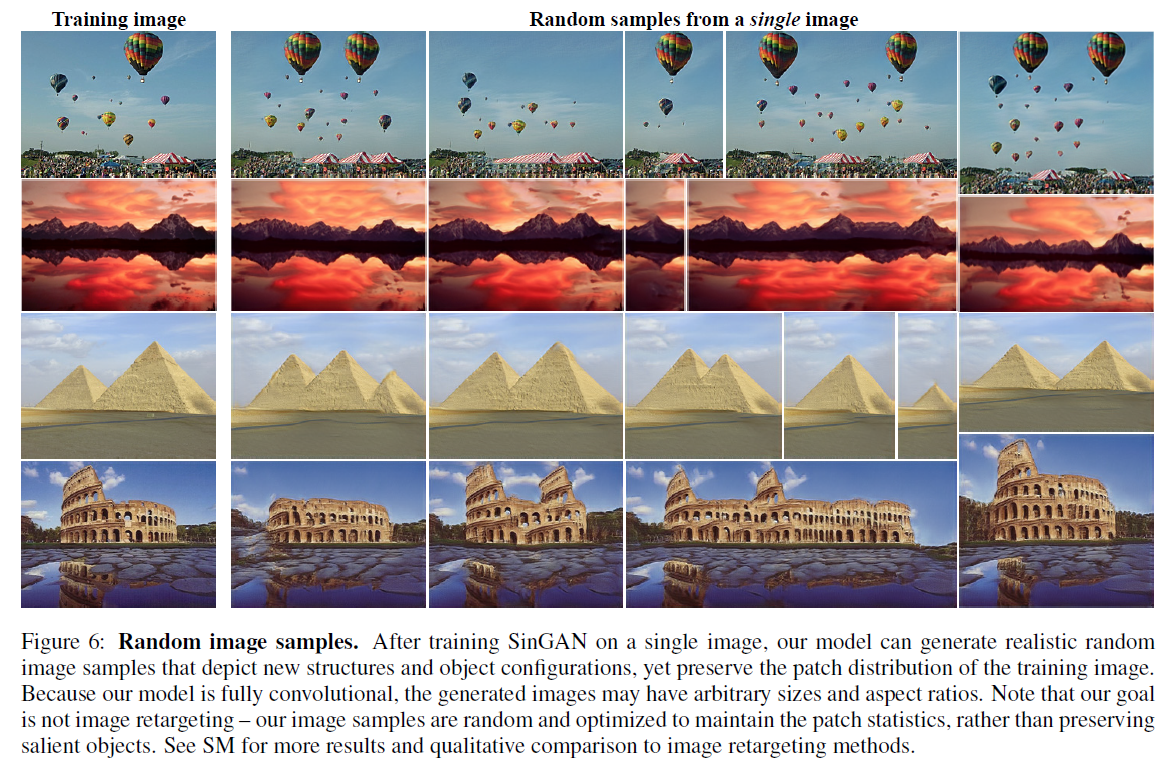 Training image
Random samples from a single image
Figure 6: Random image samples. After training SinGAN on a single image, our model can generate realistic random
image samples that depict new structures and object configurations, yet preserve the patch distribution of the training image.
Because our model is fully convolutional, the generated images may have arbitrary sizes and aspect ratios. Note that our goal
is not image retargeting – our image samples are random and optimized to maintain the patch statistics, rather than preserving
salient objects. See SM for more results and qualitative comparison to image retargeting methods.